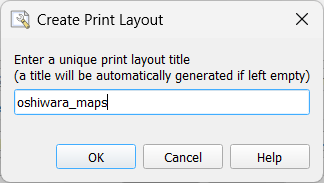 Create Print Layout
Enter a unique print layout title
(a title will be automatically generated if left empty)
oshiwara_maps
OK Cancel Help